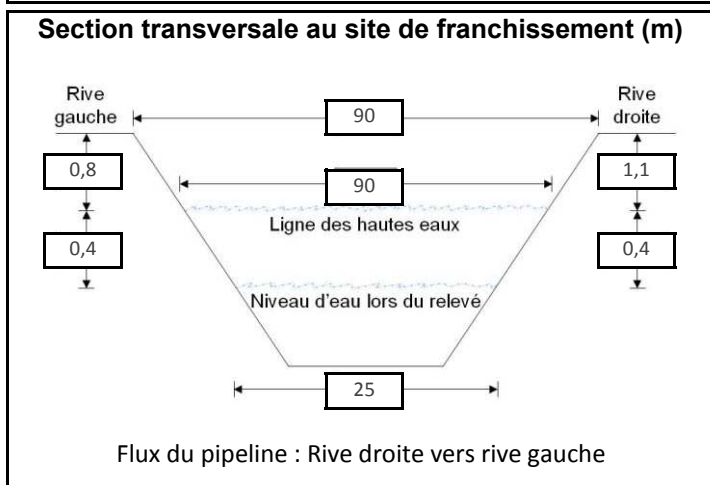 Section transversale au site de franchissement (m)
Rive
gauche
90
Rive
droite
0,8
90
1,1
Ligne des hautes eaux
0,4
0,4
Niveau d'eau lors du relevé
25
Flux du pipeline : Rive droite vers rive gauche